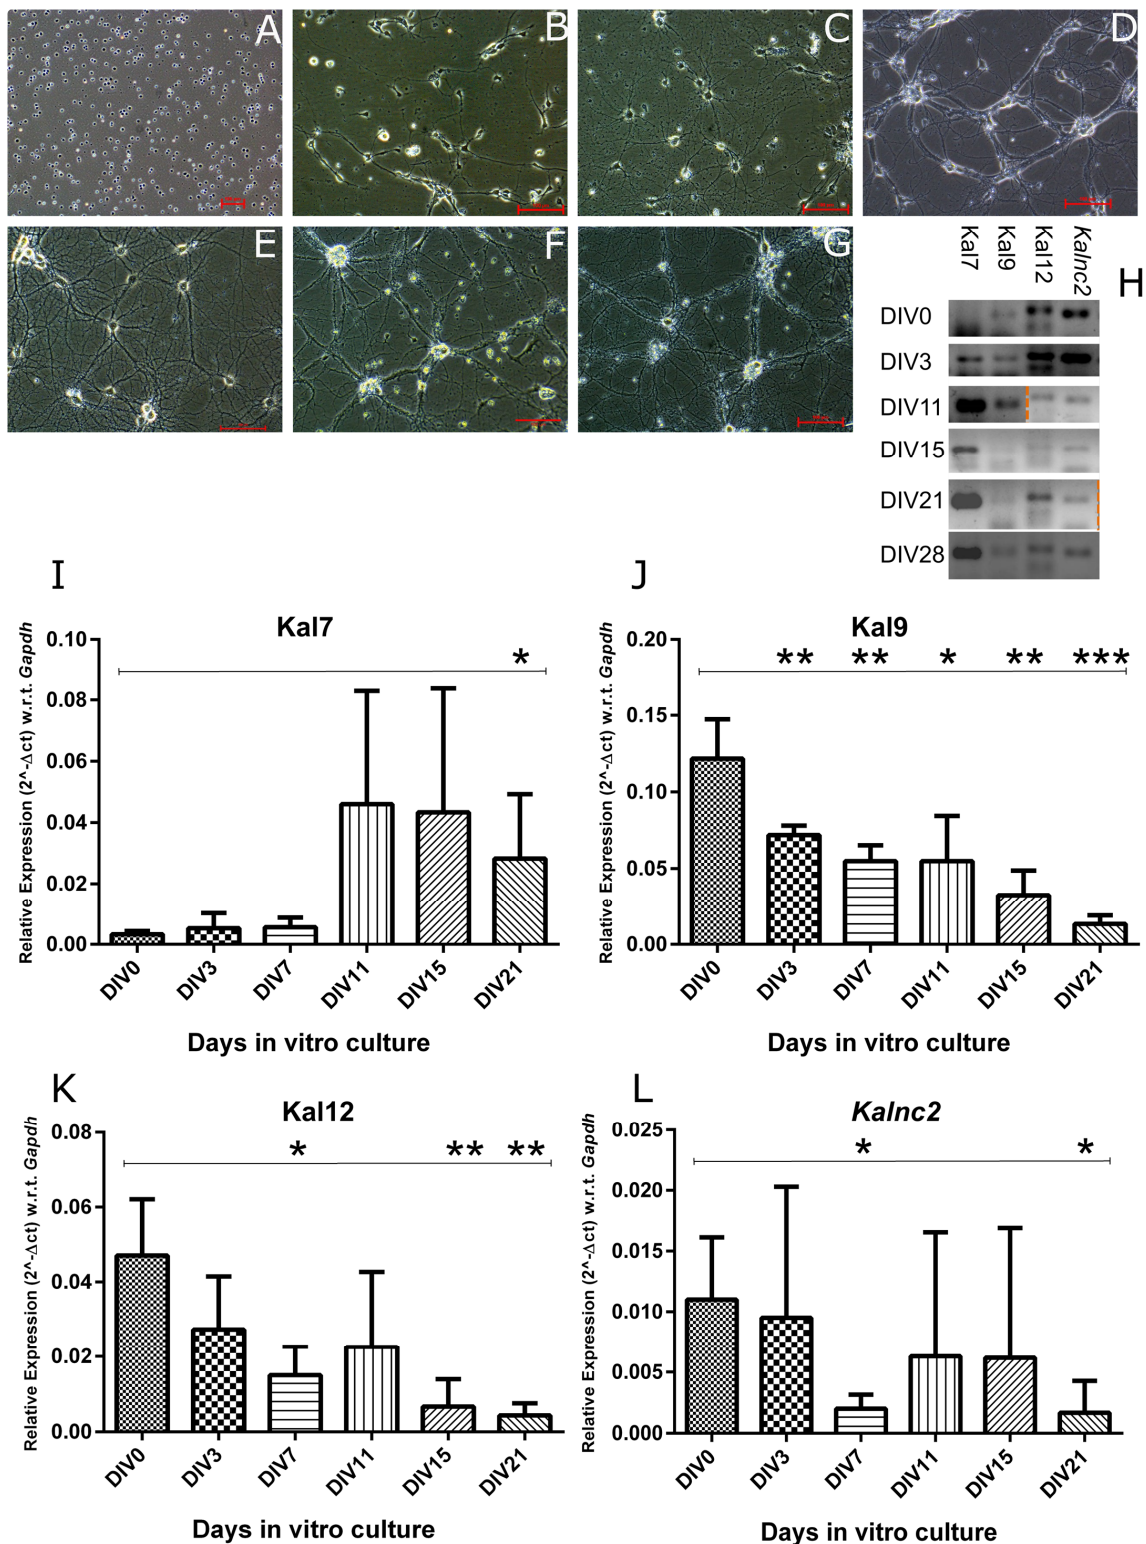 A
B
C
D
E
F
G
H
Kal7
Kal9
Kal12
Kalnc2
DIV0
DIV3
DIV11
DIV15
DIV21
DIV28
I
Kal7
Relative Expression (2^-Δct) w.r.t. Gapdh
0.10
0.08
0.06
0.04
0.02
0.00
*
DIV0
DIV3
DIV7
DIV11
DIV15
DIV21
Days in vitro culture
J
Kal9
Relative Expression (2^-Δct) w.r.t. Gapdh
0.20
0.15
0.10
0.05
0.00
** ** * ** ***
DIV0
DIV3
DIV7
DIV11
DIV15
DIV21
Days in vitro culture
K
Kal12
Relative Expression (2^-Δct) w.r.t. Gapdh
0.08
0.06
0.04
0.02
0.00
* ** **
DIV0
DIV3
DIV7
DIV11
DIV15
DIV21
Days in vitro culture
L
Kalnc2
Relative Expression (2^-Δct) w.r.t. Gapdh
0.025
0.020
0.015
0.010
0.005
0.000
* *
DIV0
DIV3
DIV7
DIV11
DIV15
DIV21
Days in vitro culture